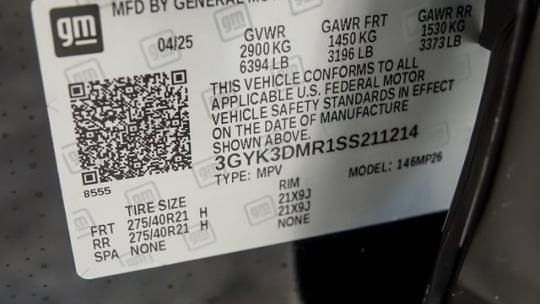 MFD BY GENERAL MO
gm
04/25
GVWR
2900 KG
6394 LB
GAWR FRT
1450 KG
3196 LB
GAWR RR
1530 KG
3373 LB
THIS VEHICLE CONFORMS TO ALL
APPLICABLE U.S. FEDERAL MOTOR
VEHICLE SAFETY STANDARDS IN EFFECT
ON THE DATE OF MANUFACTURE
SHOWN ABOVE.
3GYK3DMR1SS211214
TYPE: MPV
MODEL: 146MP26
8555
TIRE SIZE
RIM
FRT 275/40R21 H 21X9J
RR 275/40R21 H 21X9J
SPA NONE NONE